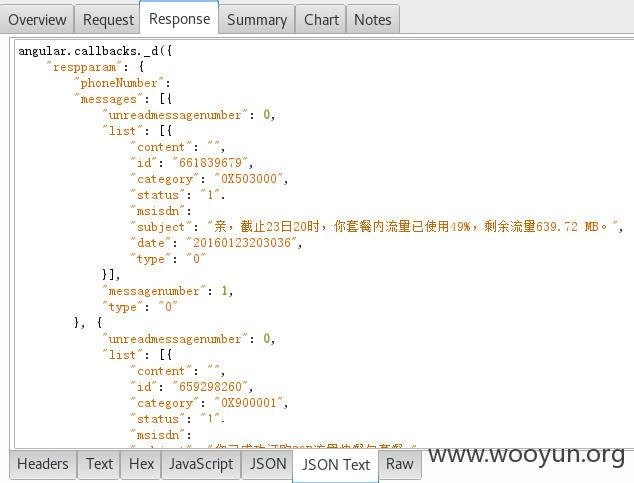 Overview Request Response Summary Chart Notes
angular.callbacks._d({
"respparam": {
"phoneNumber":
"messages": [{
"unreadmessagenumber": 0,
"list": [{
"content": "",
"id": "661839679",
"category": "0X503000",
"status": "1".
"msisdn":
"subject": "亲，截止23日20时，你套餐内流量已使用49%，剩余流量639.72 MB。",
"date": "20160123203036",
"type": "0"
}],
"messagenumber": 1,
"type": "0"
}, {
"unreadmessagenumber": 0,
"list": [{
"content": "",
"id": "659298260",
"category": "0X900001",
"status": "1".
"msisdn":
www.wooyun.org
Headers Text Hex JavaScript JSON JSON Text Raw